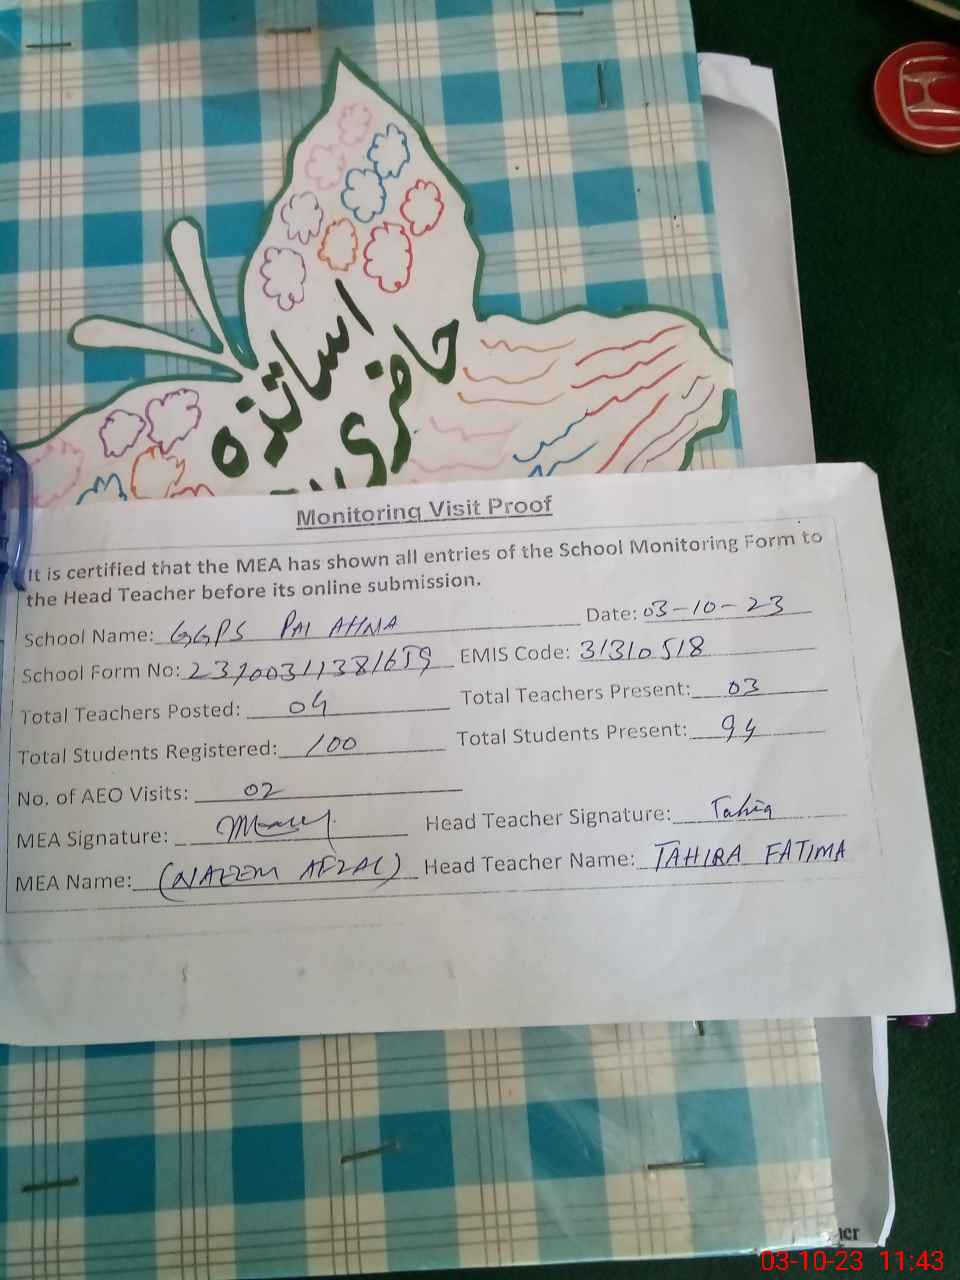 اساتذہ
حاضری
Monitoring Visit Proof
It is certified that the MEA has shown all entries of the School Monitoring Form to
the Head Teacher before its online submission.
School Name: GGPS PAI AHNA Date: 03-10-23
School Form No: EMIS Code: 31310518
Total Teachers Posted: 04 Total Teachers Present: 03
Total Students Registered: 100 Total Students Present: 94
No. of AEO Visits: 02
MEA Signature: Head Teacher Signature: Tahira
MEA Name: (NAEEM AFZAL) Head Teacher Name: TAHIRA FATIMA
03-10-23 11:43